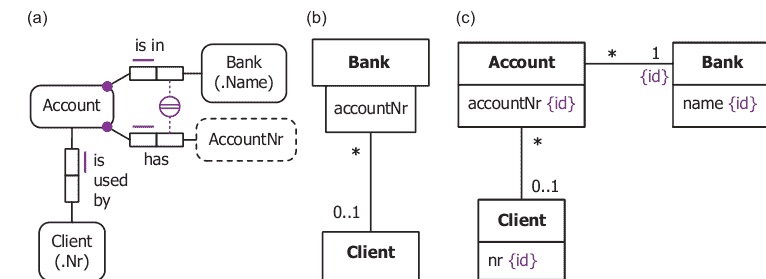 (a)
is in
Bank
(.Name)
Account
AccountNr
has
is
used
by
Client
(.Nr)
(b)
Bank
accountNr
*
0..1
Client
(c)
Account
accountNr {id}
*
1
{id}
Bank
name {id}
*
0..1
Client
nr {id}